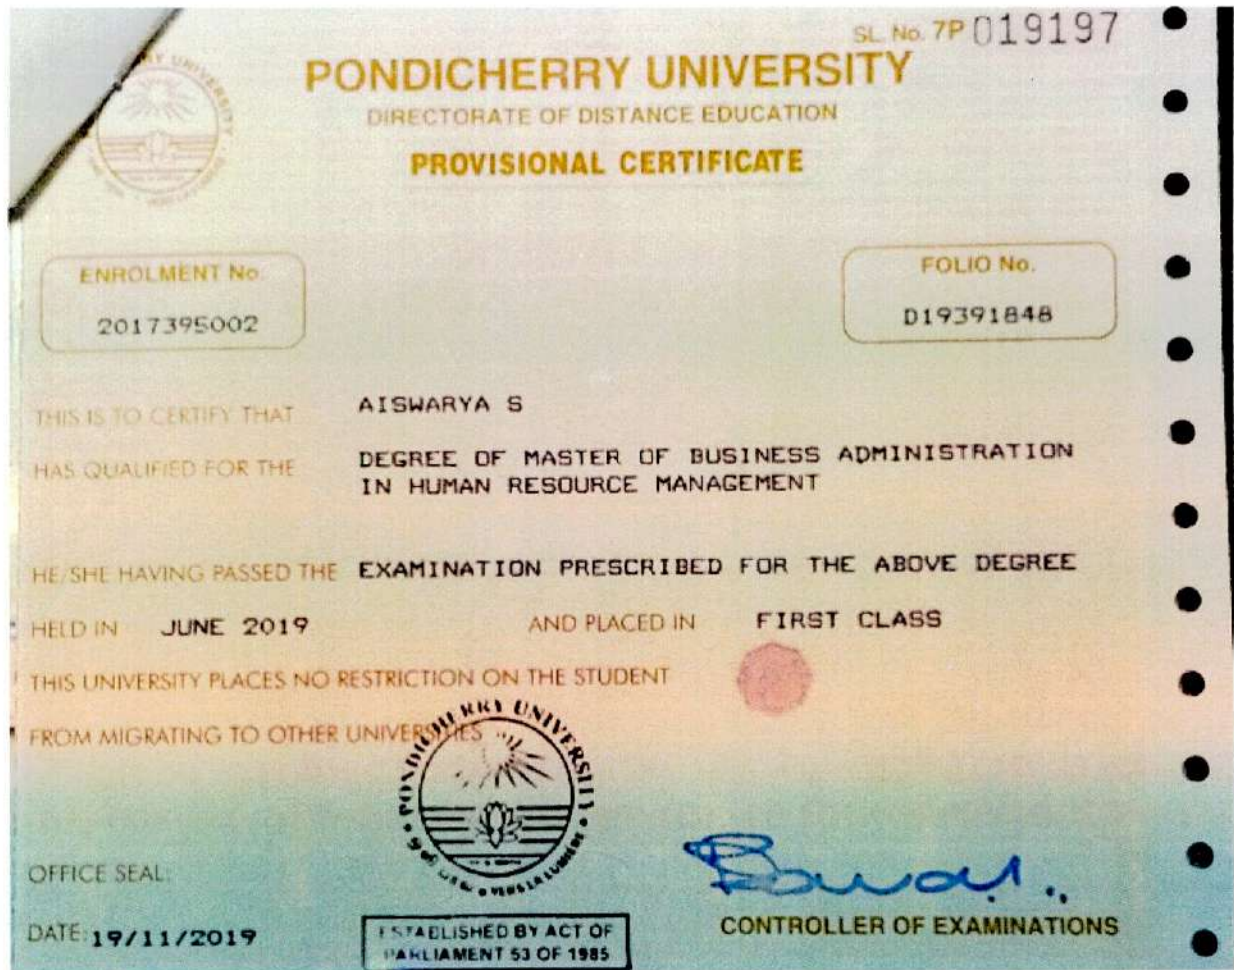 SL. No. 7P 019197
PONDICHERRY UNIVERSITY
DIRECTORATE OF DISTANCE EDUCATION
PROVISIONAL CERTIFICATE
ENROLMENT No
2017395002
FOLIO No.
D19391848
THIS IS TO CERTIFY THAT AISWARYA S
HAS QUALIFIED FOR THE DEGREE OF MASTER OF BUSINESS ADMINISTRATION
IN HUMAN RESOURCE MANAGEMENT
HE/SHE HAVING PASSED THE EXAMINATION PRESCRIBED FOR THE ABOVE DEGREE
HELD IN JUNE 2019 AND PLACED IN FIRST CLASS
THIS UNIVERSITY PLACES NO RESTRICTION ON THE STUDENT
FROM MIGRATING TO OTHER UNIVERSITIES
PONDICHERRY UNIVERSITY
VERS LA LUMIERE
OFFICE SEAL:
DATE: 19/11/2019
ESTABLISHED BY ACT OF
PARLIAMENT 53 OF 1985
CONTROLLER OF EXAMINATIONS